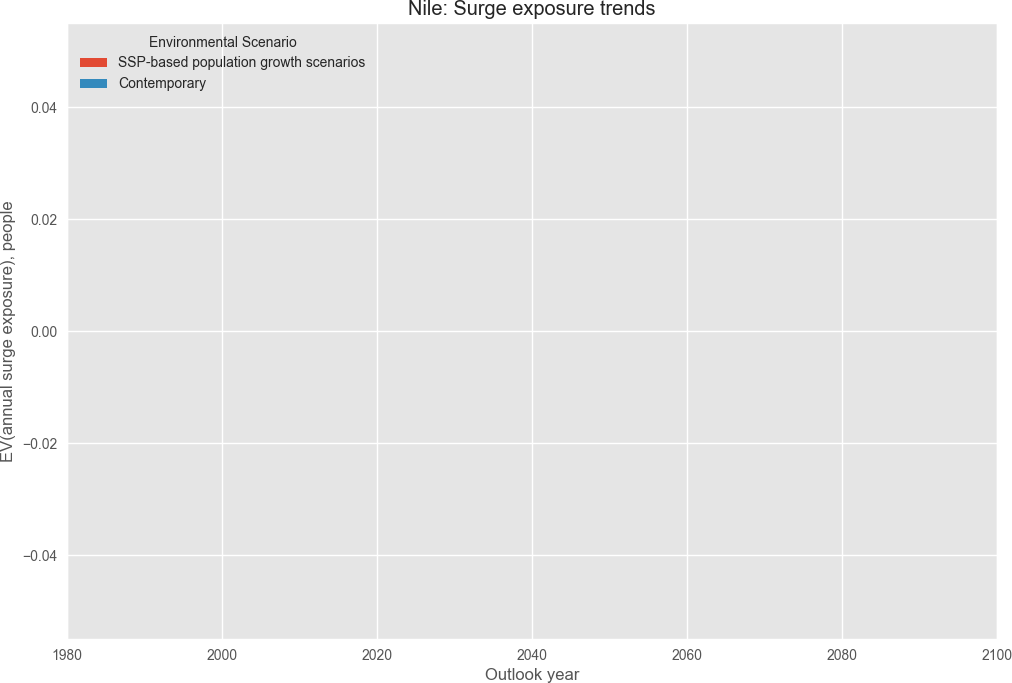 Nile: Surge exposure trends
Environmental Scenario
SSP-based population growth scenarios
Contemporary
EV(annual surge exposure), people
0.04
0.02
0.00
−0.02
−0.04
1980 2000 2020 2040 2060 2080 2100
Outlook year